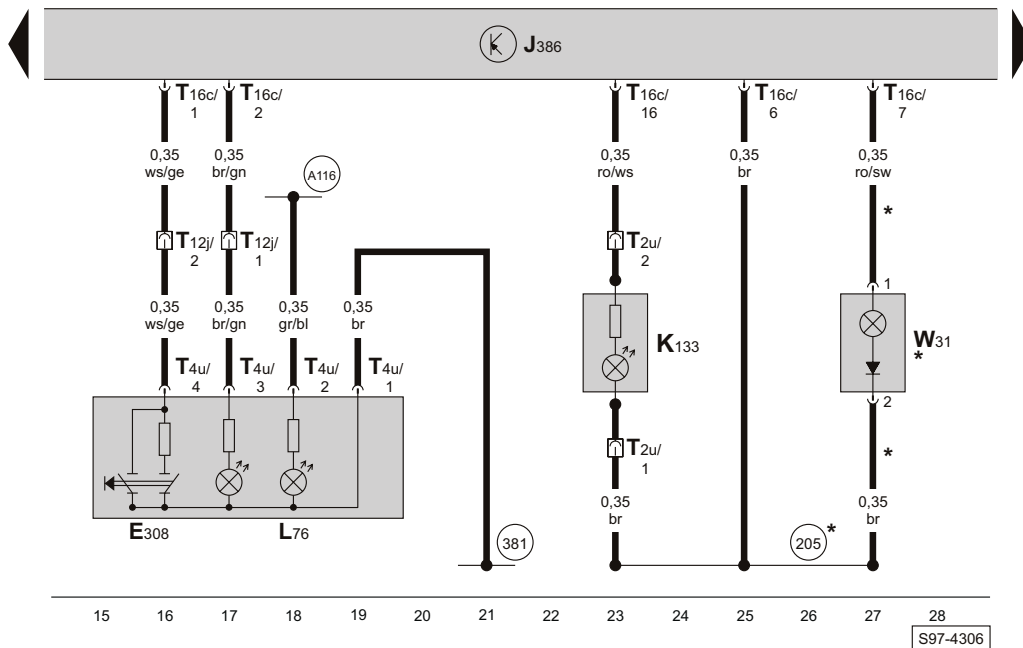 J386
T16c/ T16c/ T16c/ T16c/ T16c/
1 2 16 6 7
0,35 0,35 0,35 0,35 0,35
ws/ge br/gn ro/ws br ro/sw
A116
*
T12j/ T12j/ T2u/
2 1 2
1
0,35 0,35 0,35 0,35
ws/ge br/gn gr/bl br
K133
W31
*
T4u/ T4u/ T4u/ T4u/
4 3 2 1
2
T2u/
1
*
0,35 0,35
br br
E308 L76
381
205 *
15 16 17 18 19 20 21 22 23 24 25 26 27 28
S97-4306